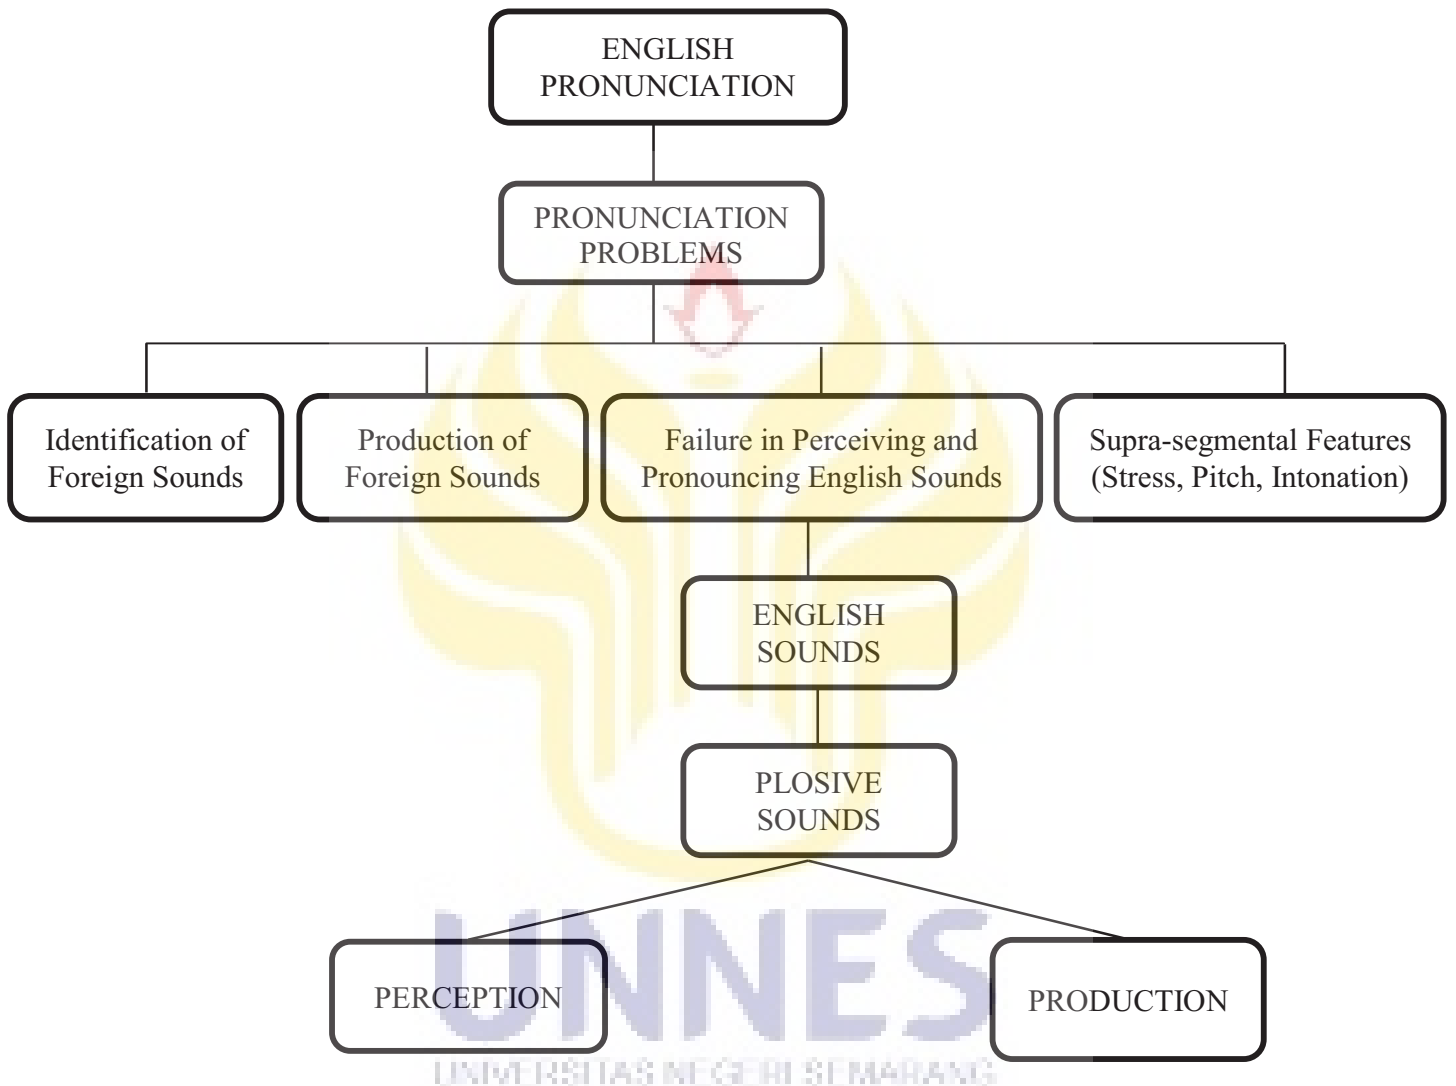 ENGLISH
PRONUNCIATION
PRONUNCIATION
PROBLEMS
Identification of
Foreign Sounds
Production of
Foreign Sounds
Failure in Perceiving and
Pronouncing English Sounds
Supra-segmental Features
(Stress, Pitch, Intonation)
ENGLISH
SOUNDS
PLOSIVE
SOUNDS
PERCEPTION
PRODUCTION
UNNES
UNIVERSITAS NEGERI SEMARANG